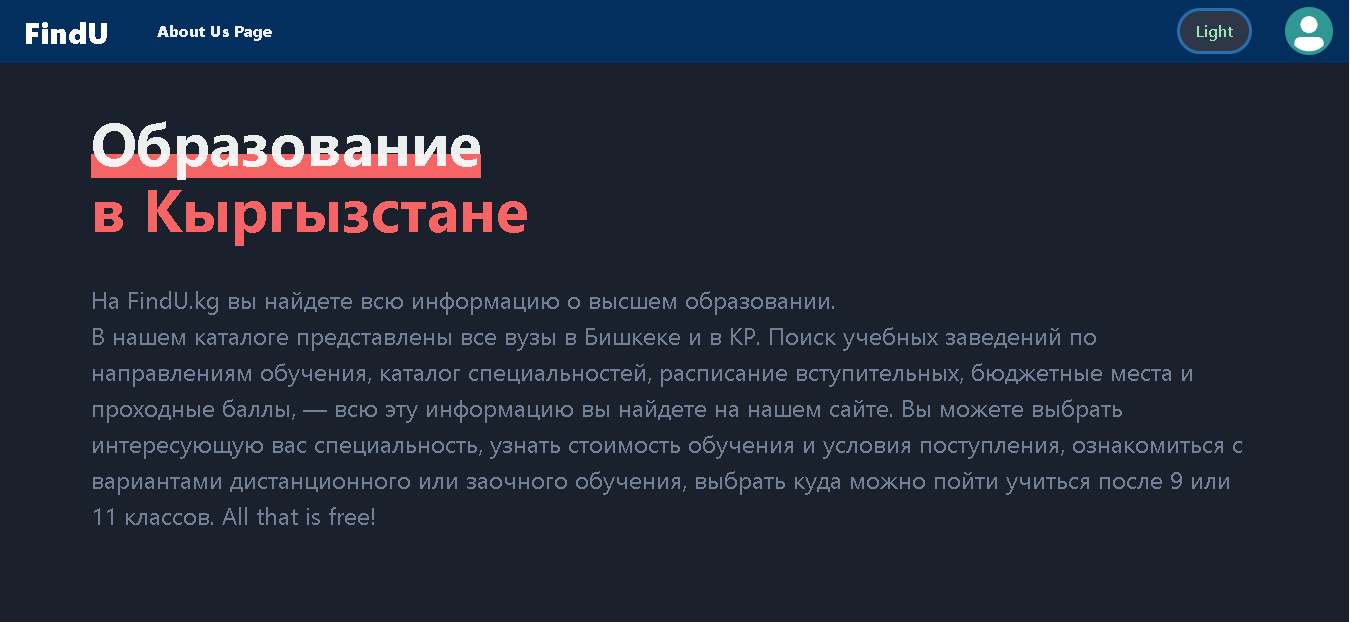 FindU
About Us Page
Light
Образование
в Кыргызстане
На FindU.kg вы найдете всю информацию о высшем образовании.
В нашем каталоге представлены все вузы в Бишкеке и в КР. Поиск учебных заведений по
направлениям обучения, каталог специальностей, расписание вступительных, бюджетные места и
проходные баллы, — всю эту информацию вы найдете на нашем сайте. Вы можете выбрать
интересующую вас специальность, узнать стоимость обучения и условия поступления, ознакомиться с
вариантами дистанционного или заочного обучения, выбрать куда можно пойти учиться после 9 или
11 классов. All that is free!